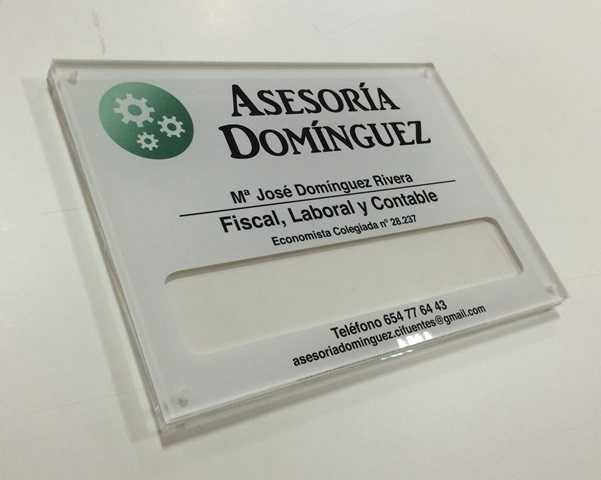 ASESORÍA
DOMÍNGUEZ
Mª José Domínguez Rivera
Fiscal, Laboral y Contable
Economista Colegiada nº 28.237
Teléfono 654 77 64 43
asesoriadominguez.cifuentes@gmail.com